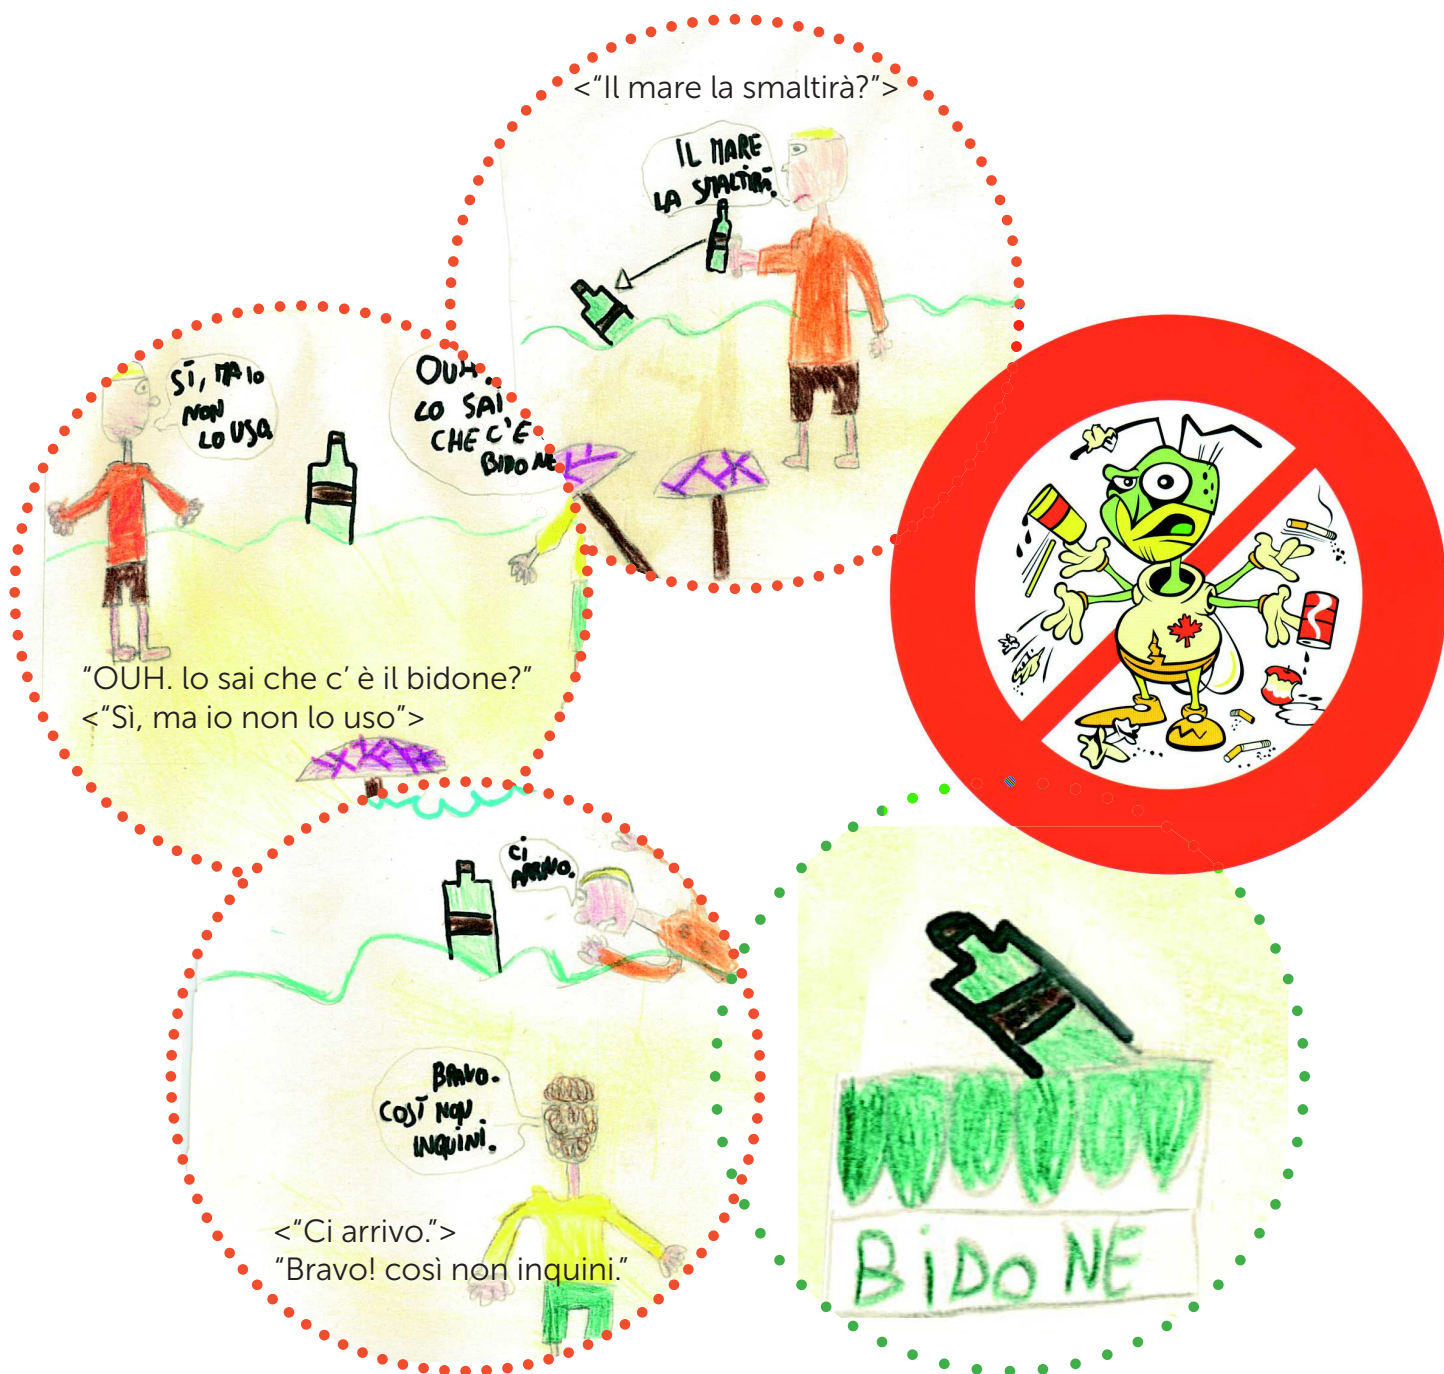 <“Il mare la smaltirà?”>
IL MARE
LA SMALTIRÀ.
SÌ, MA IO
NON
LO USO
OUH.
LO SAI
CHE C'È
BIDONE
“OUH. lo sai che c’ è il bidone?”
<“Sì, ma io non lo uso”>
Ci
ARRIVO.
BRAVO.
COSÌ NON
INQUINI.
<“Ci arrivo.”>
“Bravo! così non inquini.”
BiDONE